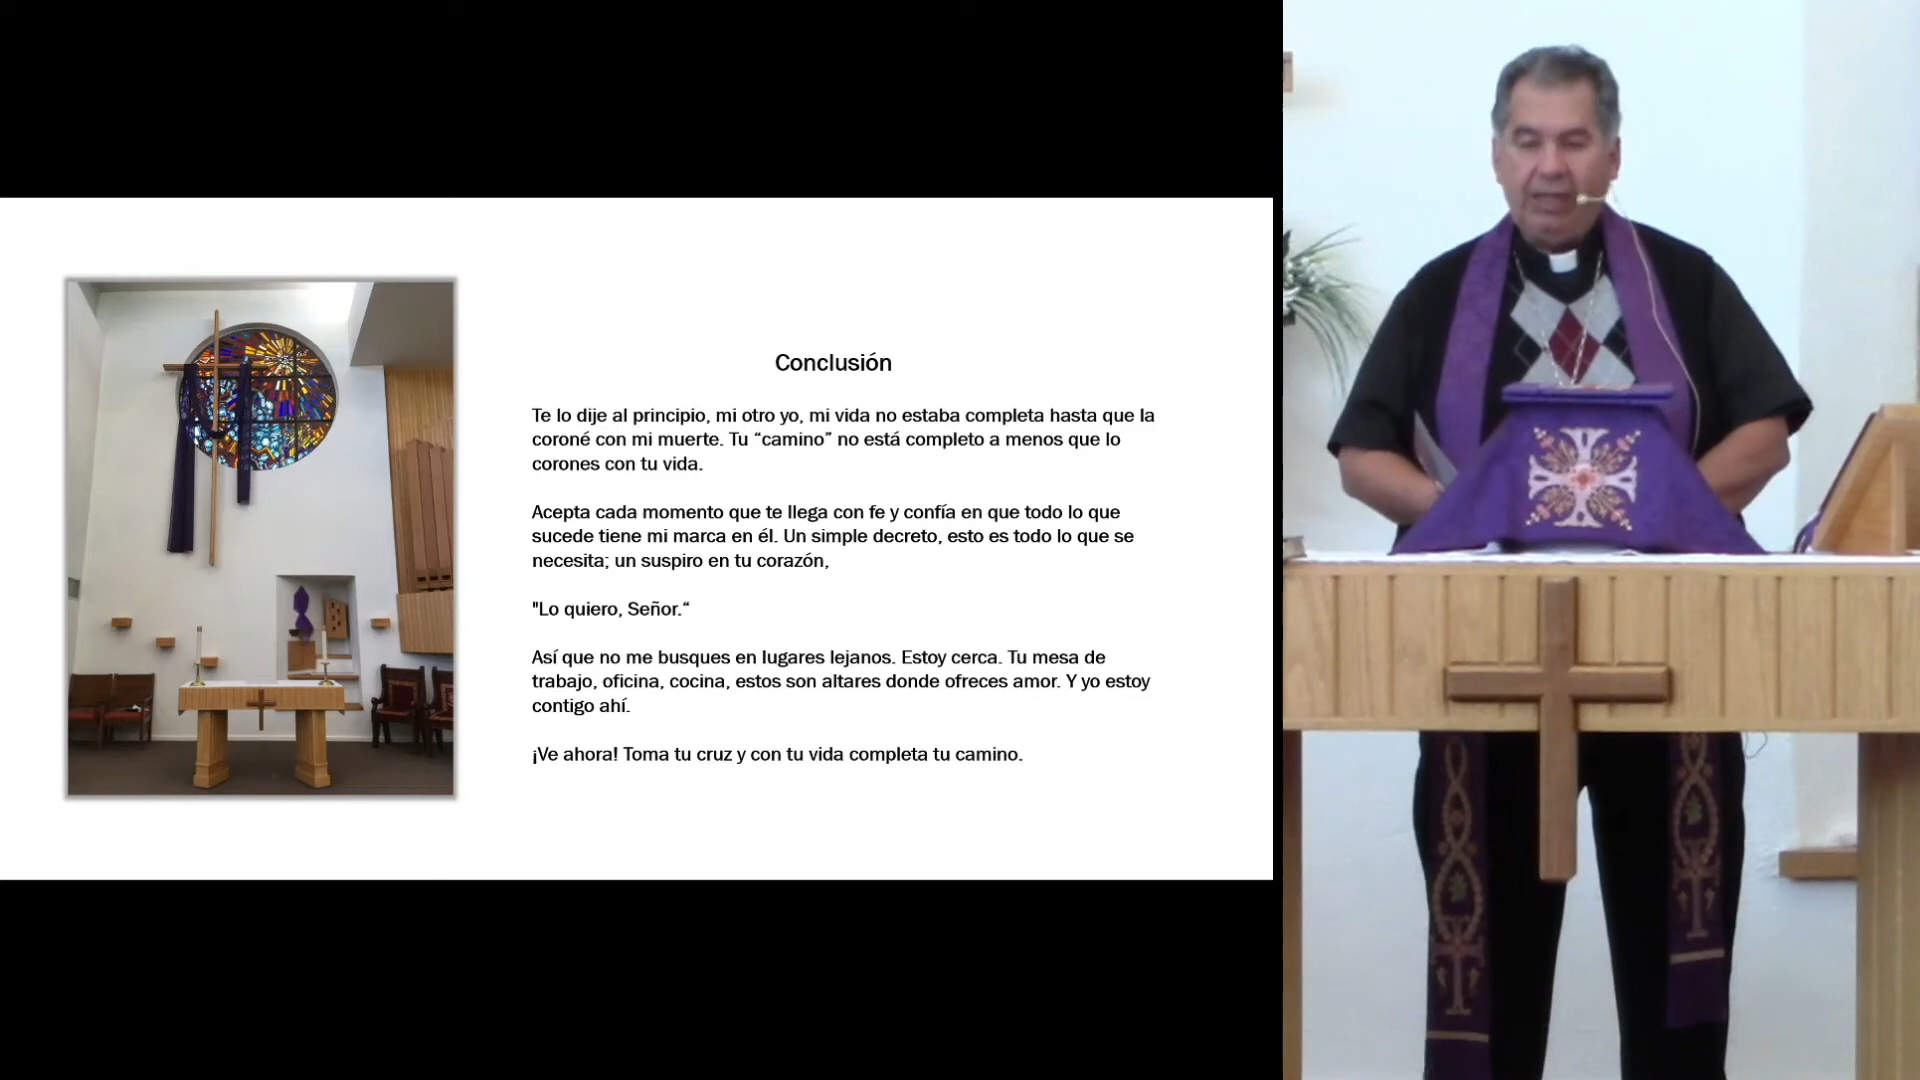 Conclusión
Te lo dije al principio, mi otro yo, mi vida no estaba completa hasta que la
coroné con mi muerte. Tu “camino” no está completo a menos que lo
corones con tu vida.
Acepta cada momento que te llega con fe y confía en que todo lo que
sucede tiene mi marca en él. Un simple decreto, esto es todo lo que se
necesita; un suspiro en tu corazón,
"Lo quiero, Señor.“
Así que no me busques en lugares lejanos. Estoy cerca. Tu mesa de
trabajo, oficina, cocina, estos son altares donde ofreces amor. Y yo estoy
contigo ahí.
¡Ve ahora! Toma tu cruz y con tu vida completa tu camino.